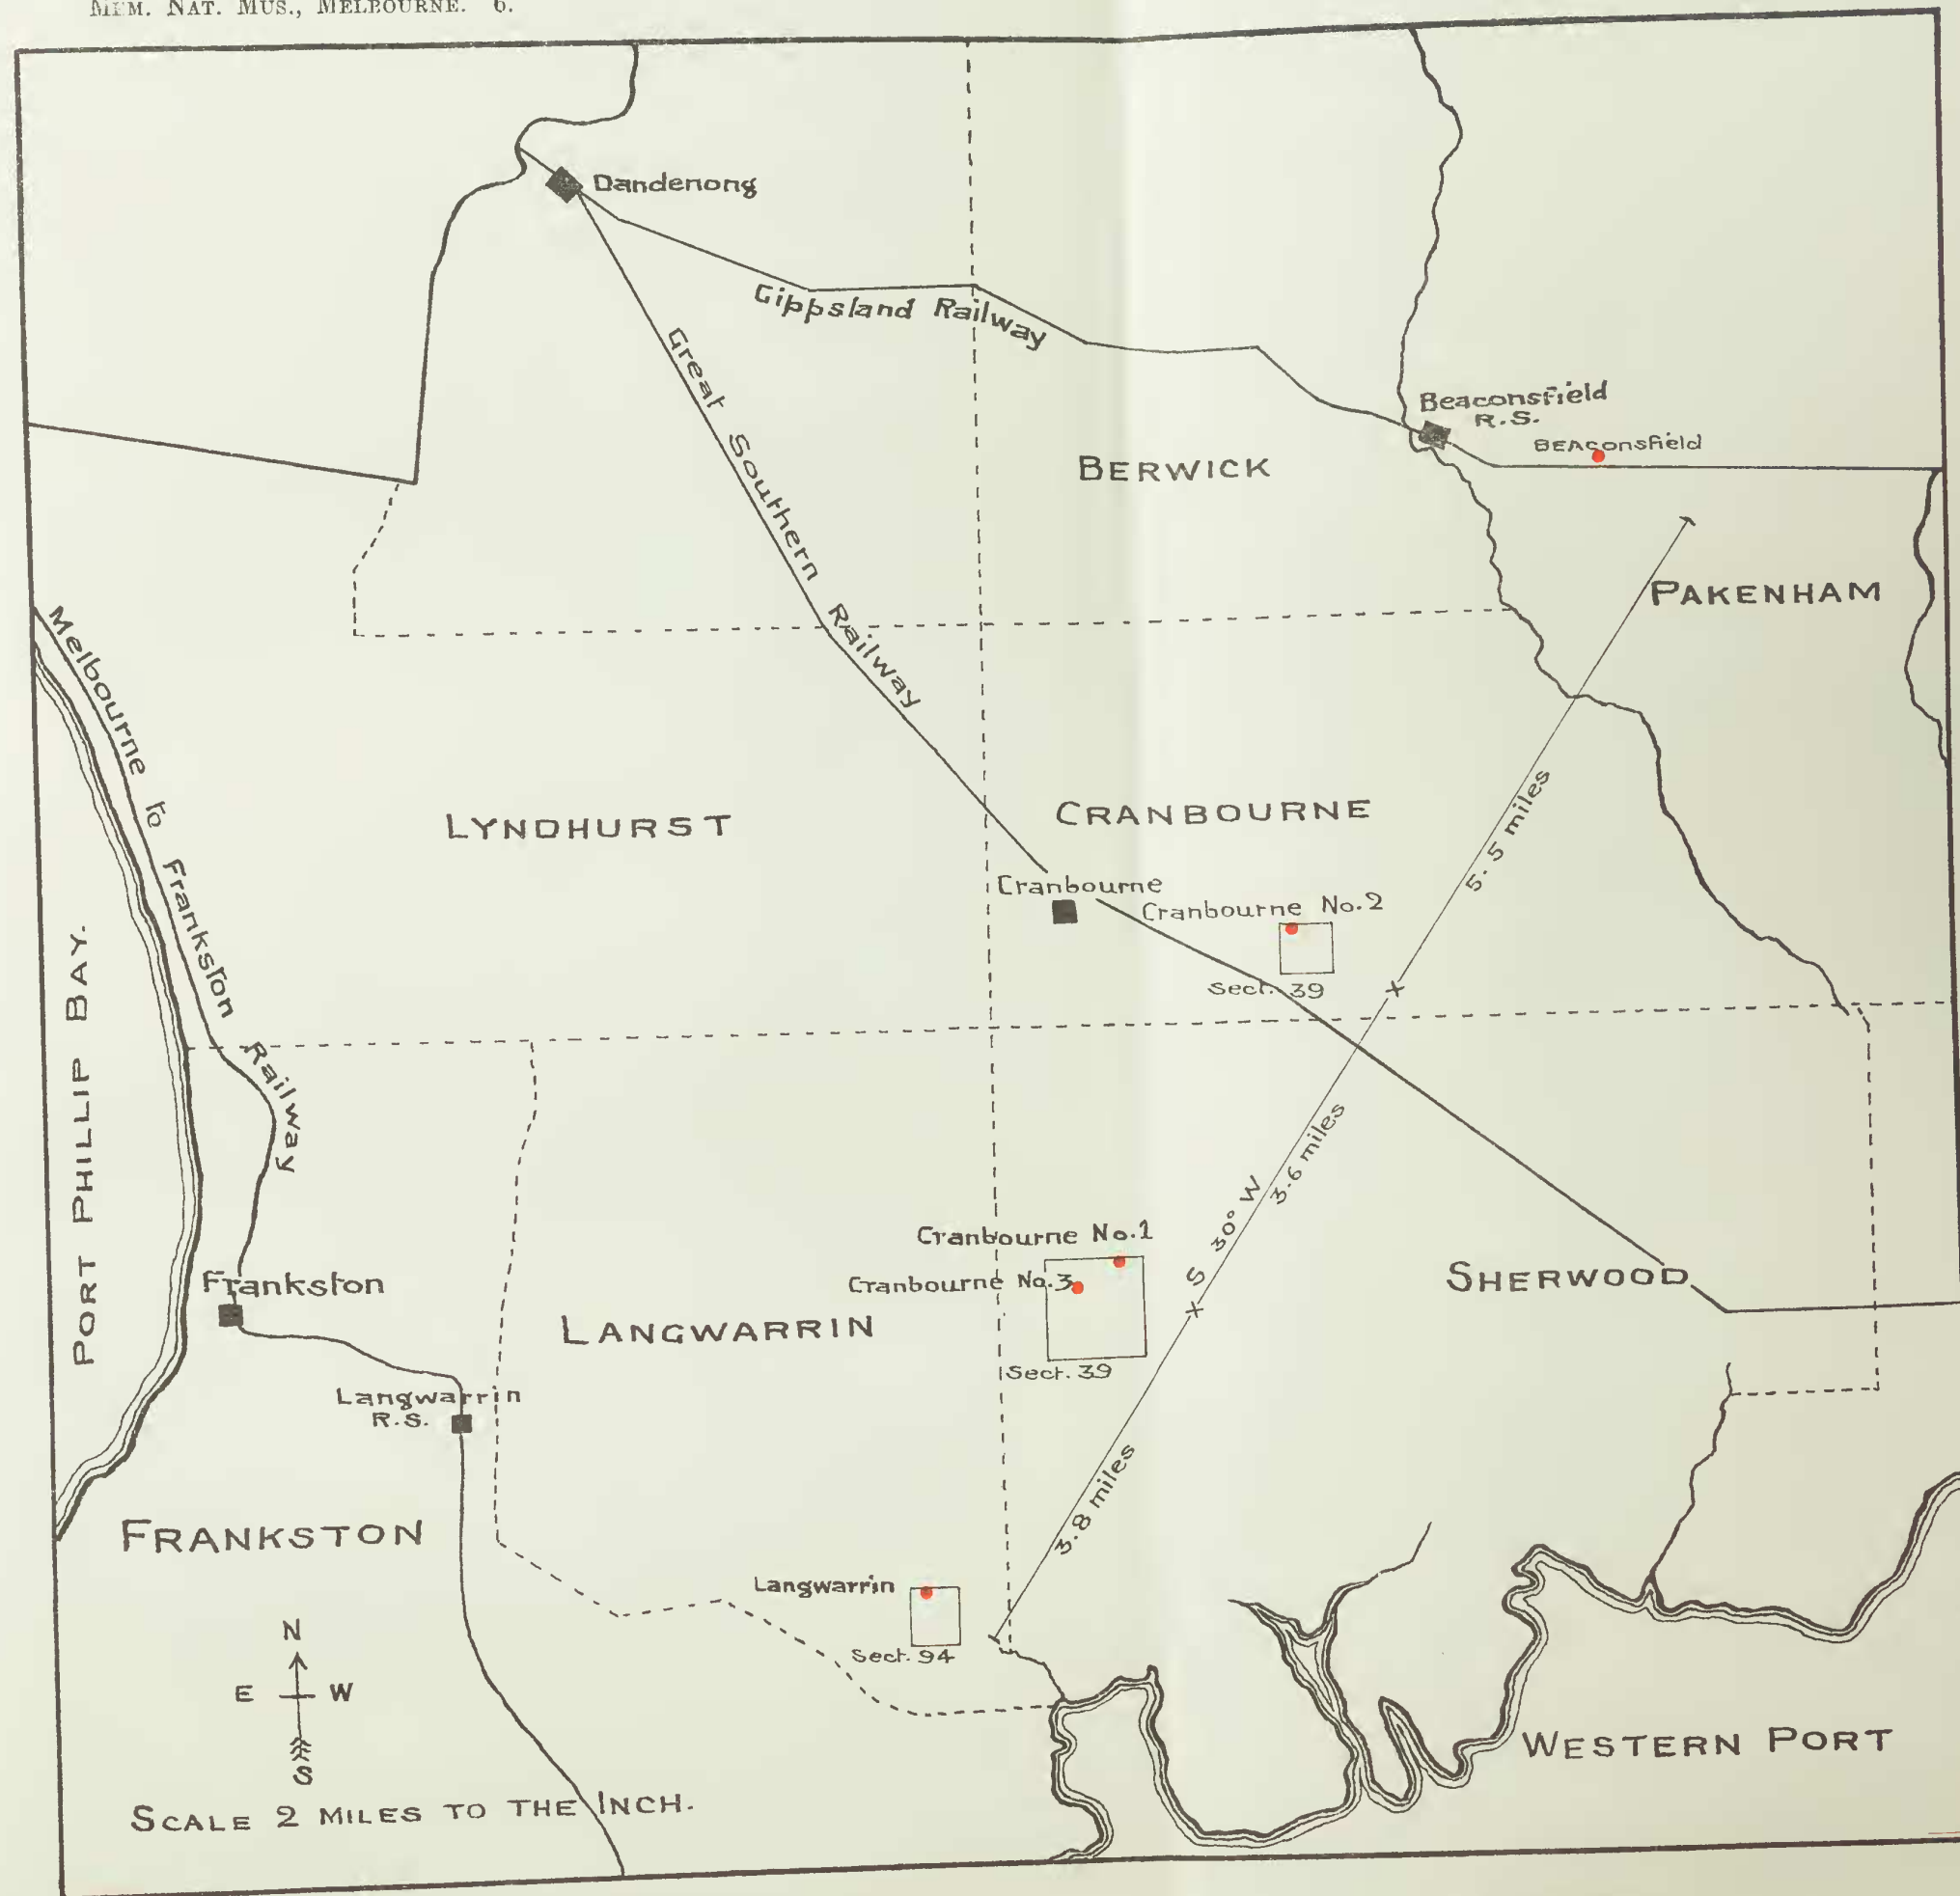 MEM. NAT. MUS., MELBOURNE. 6.
Dandenong
Gippsland Railway
Great Southern Railway
Beaconsfield
R.S.
BEAconsfield
BERWICK
PAKENHAM
Melbourne to Frankston Railway
LYNDHURST
CRANBOURNE
5.5 miles
Cranbourne
Cranbourne No.2
Sect. 39
PORT PHILLIP BAY.
3.6 miles
S 30° W
Cranbourne No.1
Cranbourne No.3
Sect. 39
SHERWOOD
Frankston
LANGWARRIN
Langwarrin
R.S.
3.8 miles
FRANKSTON
Langwarrin
Sect. 94
N
E W
S
WESTERN PORT
SCALE 2 MILES TO THE INCH.